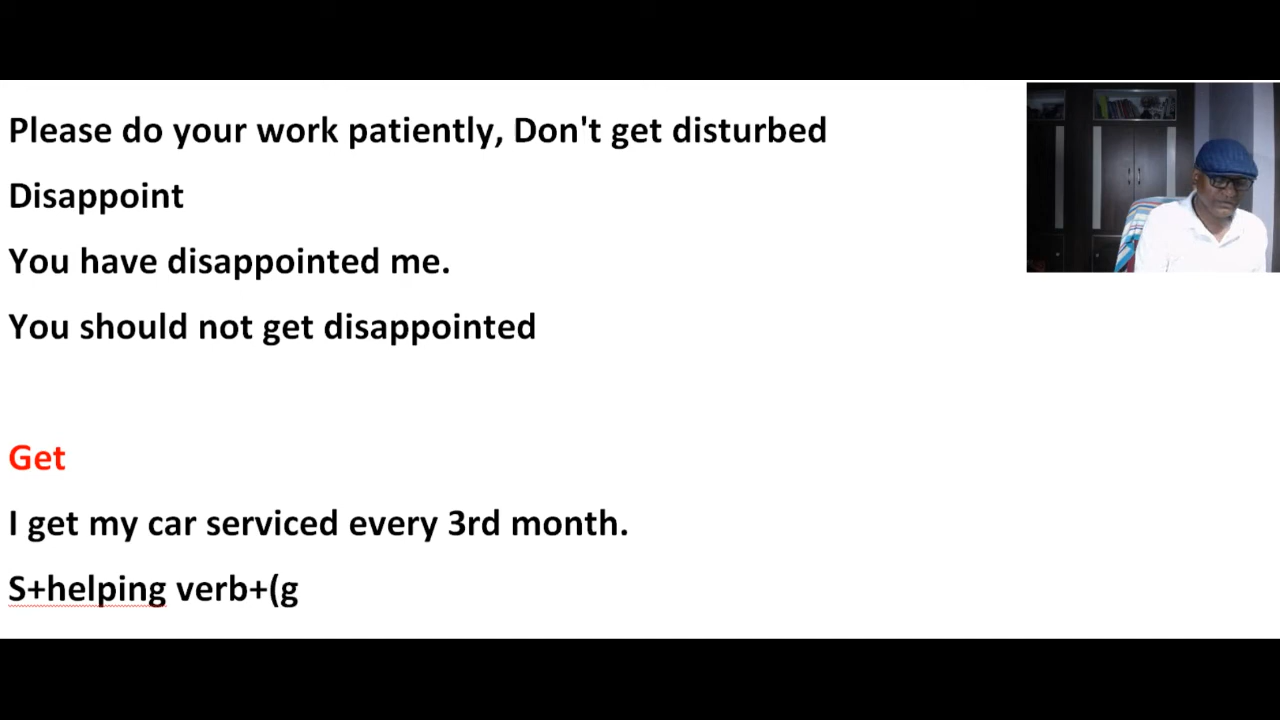 Please do your work patiently, Don't get disturbed
Disappoint
You have disappointed me.
You should not get disappointed
Get
I get my car serviced every 3rd month.
S+helping verb+(g